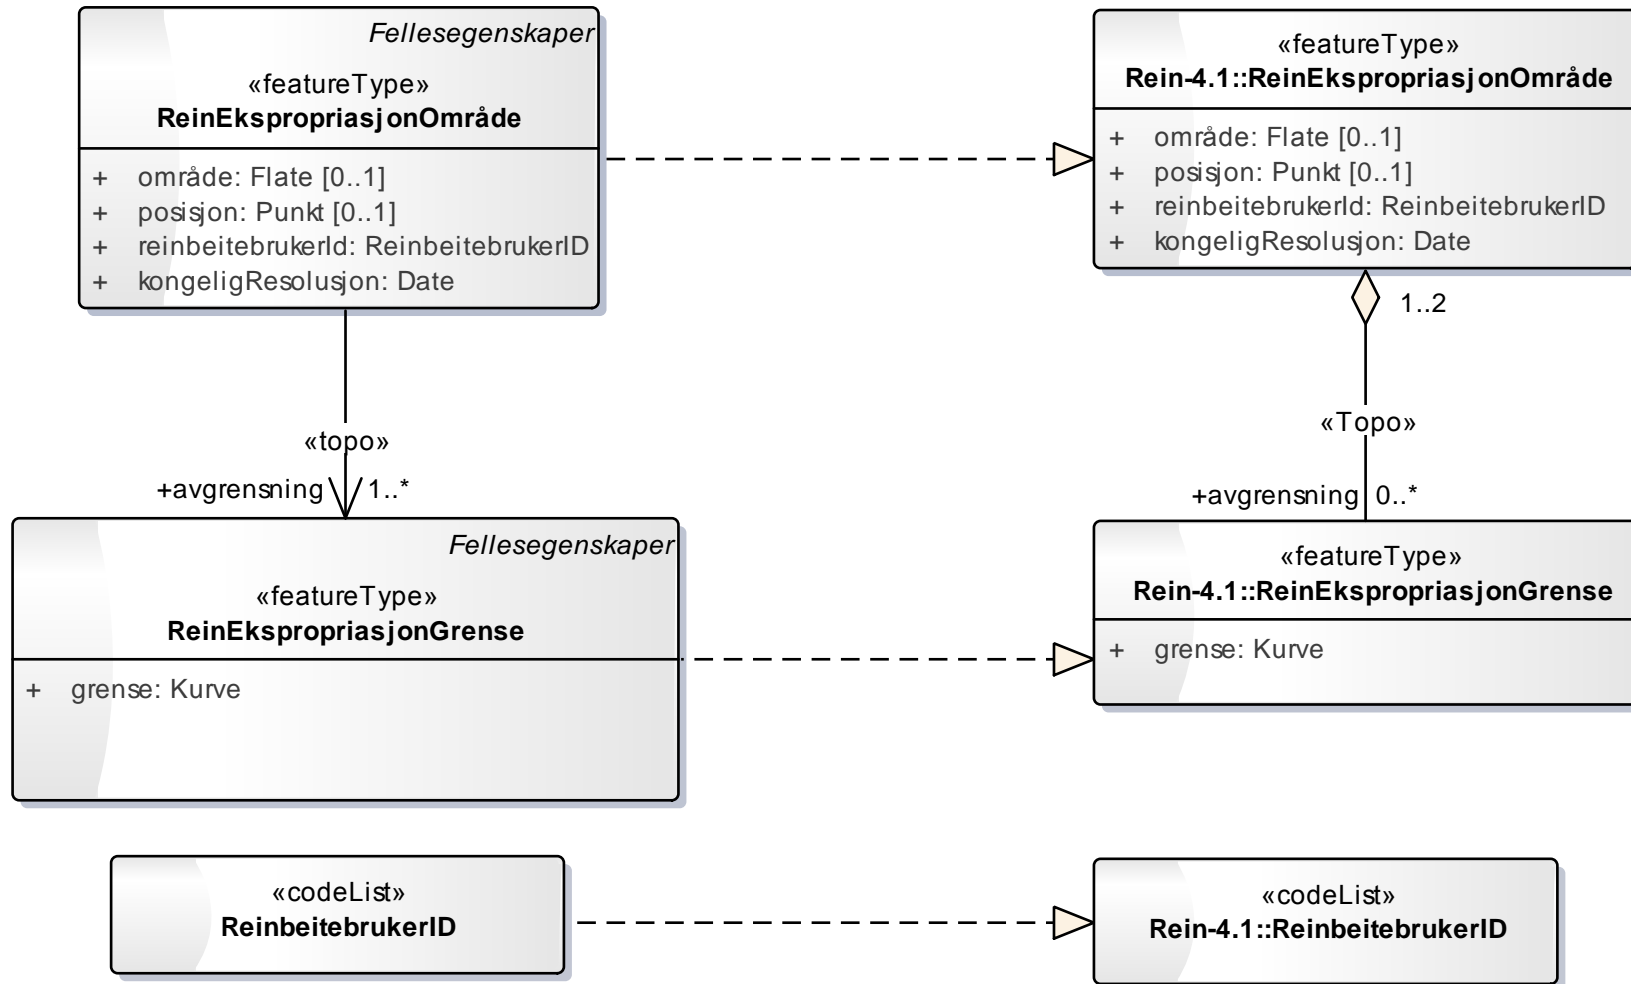 Fellesegenskaper
«featureType»
ReinEkspropriasjonOmråde
+ område: Flate [0..1]
+ posisjon: Punkt [0..1]
+ reinbeitebrukerId: ReinbeitebrukerID
+ kongeligResolusjon: Date
«featureType»
Rein-4.1::ReinEkspropriasjonOmråde
+ område: Flate [0..1]
+ posisjon: Punkt [0..1]
+ reinbeitebrukerId: ReinbeitebrukerID
+ kongeligResolusjon: Date
1..2
«topo»
+avgrensning 1..*
«Topo»
+avgrensning 0..*
Fellesegenskaper
«featureType»
ReinEkspropriasjonGrense
+ grense: Kurve
«featureType»
Rein-4.1::ReinEkspropriasjonGrense
+ grense: Kurve
«codeList»
ReinbeitebrukerID
«codeList»
Rein-4.1::ReinbeitebrukerID